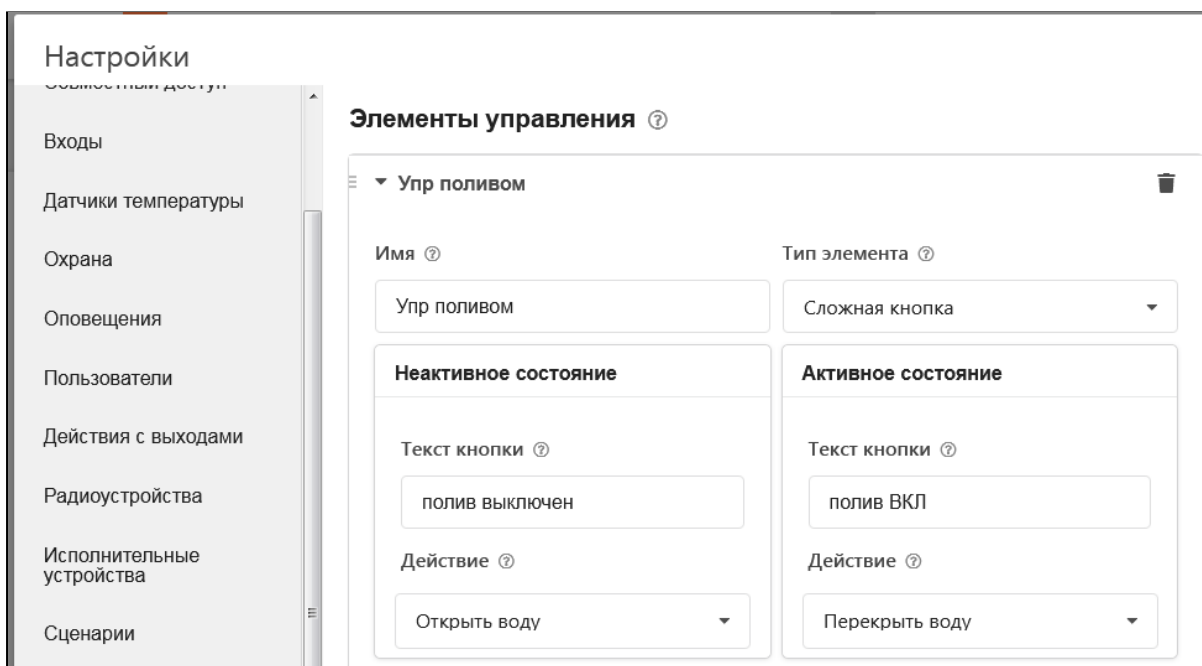 Настройки
Совместный доступ
Входы
Датчики температуры
Охрана
Оповещения
Пользователи
Действия с выходами
Радиоустройства
Исполнительные
устройства
Сценарии
Элементы управления ?
Упр поливом
Имя ?
Тип элемента ?
Упр поливом
Сложная кнопка
Неактивное состояние
Активное состояние
Текст кнопки ?
Текст кнопки ?
полив выключен
полив ВКЛ
Действие ?
Действие ?
Открыть воду
Перекрыть воду